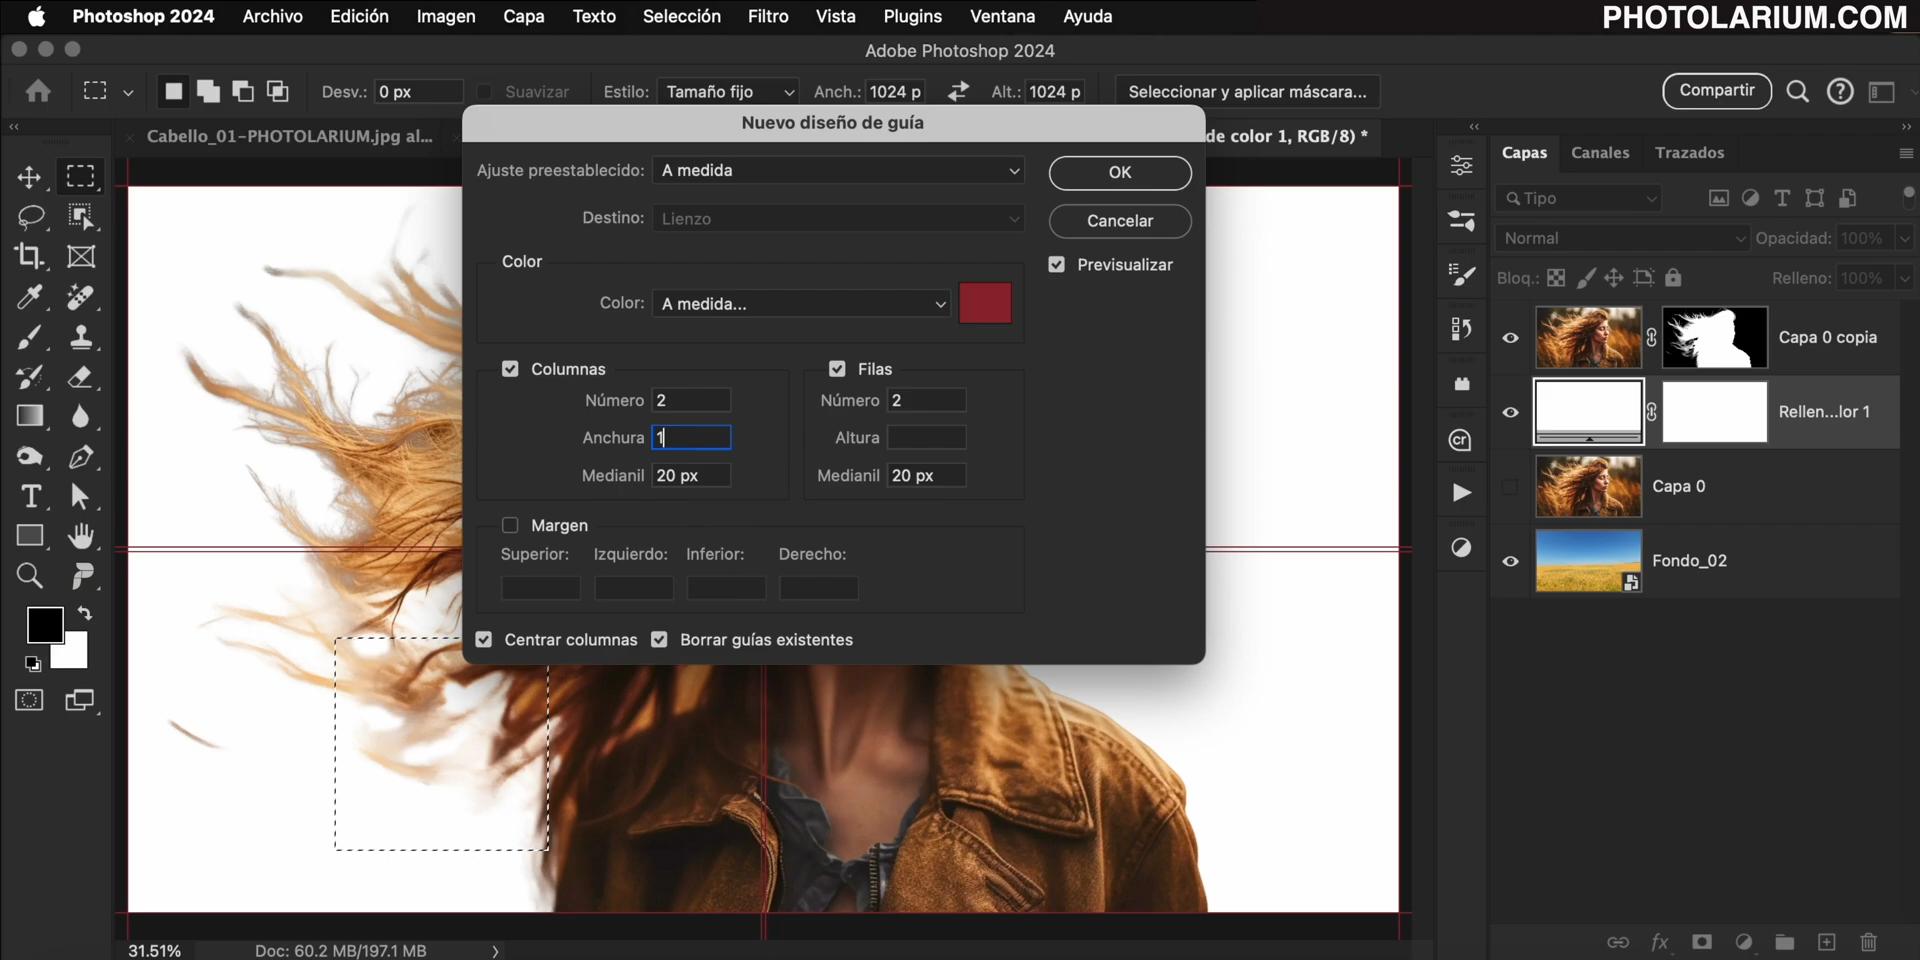 Photoshop 2024 Archivo Edición Imagen Capa Texto Selección Filtro Vista Plugins Ventana Ayuda
PHOTOLARIUM.COM
Adobe Photoshop 2024
Desv.: 0 px Suavizar Estilo: Tamaño fijo Anch.: 1024 p Alt.: 1024 p Seleccionar y aplicar máscara... Compartir
Cabello_01-PHOTOLARIUM.jpg al... de color 1, RGB/8) *
Nuevo diseño de guía
Ajuste preestablecido: A medida
OK
Destino: Lienzo
Cancelar
Color
Previsualizar
Color: A medida...
Columnas
Filas
Número 2
Número 2
Anchura 1
Altura
Medianil 20 px
Medianil 20 px
Margen
Superior: Izquierdo: Inferior: Derecho:
Centrar columnas Borrar guías existentes
Capas Canales Trazados
Tipo
Normal Opacidad: 100%
Bloq.: Relleno: 100%
Capa 0 copia
Rellen...lor 1
Capa 0
Fondo_02
cr
T
T
fx
31.51% Doc: 60.2 MB/197.1 MB